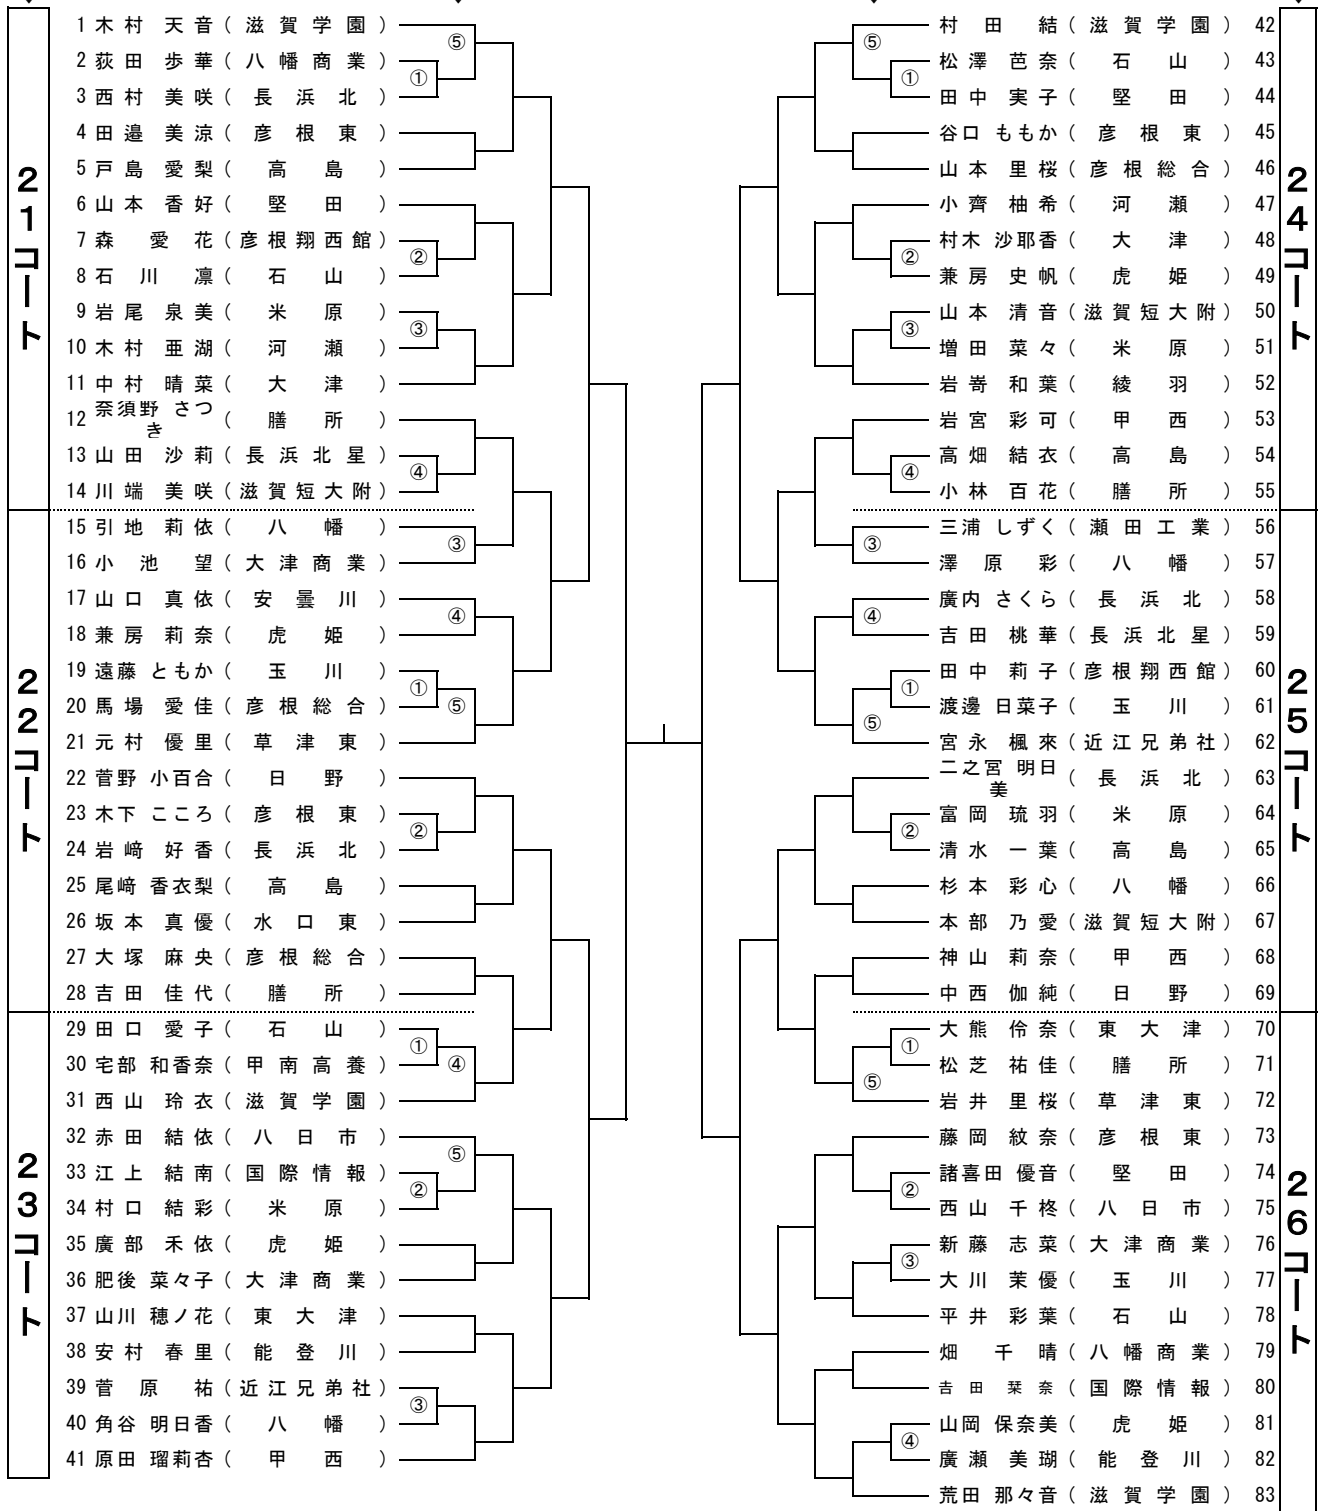 21コート
1 木村 天音 ( 滋賀学園 )
⑤
2 荻田 歩華 ( 八幡商業 )
①
3 西村 美咲 ( 長浜北 )
4 田邉 美涼 ( 彦根東 )
5 戸島 愛梨 ( 高島 )
6 山本 香好 ( 堅田 )
7 森 愛花 ( 彦根翔西館 )
②
8 石川 凛 ( 石山 )
9 岩尾 泉美 ( 米原 )
③
10 木村 亜湖 ( 河瀬 )
11 中村 晴菜 ( 大津 )
12 奈須野 さつき ( 膳所 )
13 山田 沙莉 ( 長浜北星 )
④
14 川端 美咲 ( 滋賀短大附 )
22コート
15 引地 莉依 ( 八幡 )
③
16 小池 望 ( 大津商業 )
17 山口 真依 ( 安曇川 )
④
18 兼房 莉奈 ( 虎姫 )
19 遠藤 ともか ( 玉川 )
①
20 馬場 愛佳 ( 彦根総合 )
⑤
21 元村 優里 ( 草津東 )
22 菅野 小百合 ( 日野 )
23 木下 こころ ( 彦根東 )
②
24 岩﨑 好香 ( 長浜北 )
25 尾﨑 香衣梨 ( 高島 )
26 坂本 真優 ( 水口東 )
27 大塚 麻央 ( 彦根総合 )
28 吉田 佳代 ( 膳所 )
23コート
29 田口 愛子 ( 石山 )
①
30 宅部 和香奈 ( 甲南高養 )
④
31 西山 玲衣 ( 滋賀学園 )
32 赤田 結依 ( 八日市 )
⑤
33 江上 結南 ( 国際情報 )
②
34 村口 結彩 ( 米原 )
35 廣部 禾依 ( 虎姫 )
36 肥後 菜々子 ( 大津商業 )
37 山川 穂ノ花 ( 東大津 )
38 安村 春里 ( 能登川 )
39 菅原 祐 ( 近江兄弟社 )
③
40 角谷 明日香 ( 八幡 )
41 原田 瑠莉杏 ( 甲西 )
24コート
村田 結 ( 滋賀学園 ) 42
⑤
松澤 芭奈 ( 石山 ) 43
①
田中 実子 ( 堅田 ) 44
谷口 ももか ( 彦根東 ) 45
山本 里桜 ( 彦根総合 ) 46
小齊 柚希 ( 河瀬 ) 47
村木 沙耶香 ( 大津 ) 48
②
兼房 史帆 ( 虎姫 ) 49
山本 清音 ( 滋賀短大附 ) 50
③
増田 菜々 ( 米原 ) 51
岩嵜 和葉 ( 綾羽 ) 52
岩宮 彩可 ( 甲西 ) 53
高畑 結衣 ( 高島 ) 54
④
小林 百花 ( 膳所 ) 55
25コート
三浦 しずく ( 瀬田工業 ) 56
③
澤原 彩 ( 八幡 ) 57
廣内 さくら ( 長浜北 ) 58
④
吉田 桃華 ( 長浜北星 ) 59
田中 莉子 ( 彦根翔西館 ) 60
①
渡邊 日菜子 ( 玉川 ) 61
⑤
宮永 楓來 ( 近江兄弟社 ) 62
二之宮 明日美 ( 長浜北 ) 63
富岡 琉羽 ( 米原 ) 64
②
清水 一葉 ( 高島 ) 65
杉本 彩心 ( 八幡 ) 66
本部 乃愛 ( 滋賀短大附 ) 67
神山 莉奈 ( 甲西 ) 68
中西 伽純 ( 日野 ) 69
26コート
大熊 伶奈 ( 東大津 ) 70
①
松芝 祐佳 ( 膳所 ) 71
⑤
岩井 里桜 ( 草津東 ) 72
藤岡 紋奈 ( 彦根東 ) 73
諸喜田 優音 ( 堅田 ) 74
②
西山 千柊 ( 八日市 ) 75
新藤 志菜 ( 大津商業 ) 76
③
大川 茉優 ( 玉川 ) 77
平井 彩葉 ( 石山 ) 78
畑 千晴 ( 八幡商業 ) 79
𠮷田 栞奈 ( 国際情報 ) 80
山岡 保奈美 ( 虎姫 ) 81
④
廣瀬 美瑚 ( 能登川 ) 82
荒田 那々音 ( 滋賀学園 ) 83